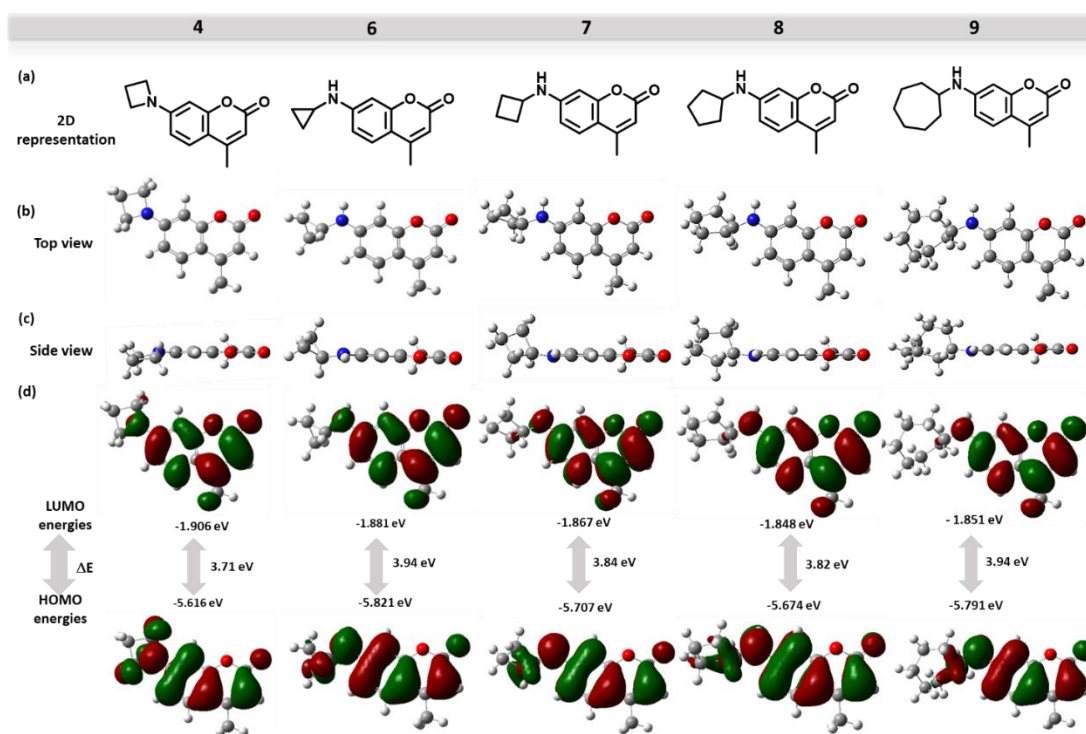 4 6 7 8 9
(a)
2D
representation
N
O
O
H
N
O
O
H
N
O
O
H
N
O
O
H
N
O
O
(b)
Top view
(c)
Side view
(d)
LUMO
energies
-1.906 eV -1.881 eV -1.867 eV -1.848 eV - 1.851 eV
ΔE 3.71 eV 3.94 eV 3.84 eV 3.82 eV 3.94 eV
HOMO
energies
-5.616 eV -5.821 eV -5.707 eV -5.674 eV -5.791 eV